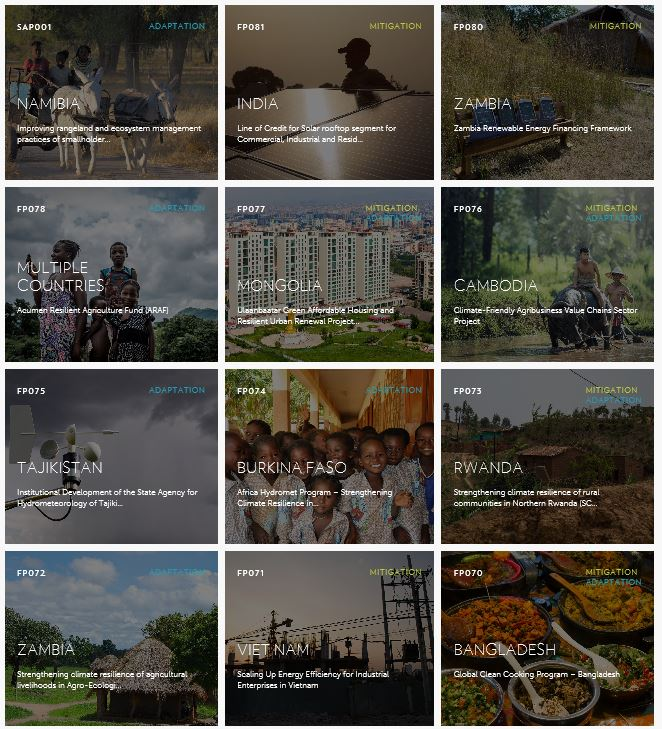 SAP001
ADAPTATION
NAMIBIA
Improving rangeland and ecosystem management
practices of smallholder...
FP081
MITIGATION
INDIA
Line of Credit for Solar rooftop segment for
Commercial, Industrial and Resid...
FP080
MITIGATION
ZAMBIA
Zambia Renewable Energy Financing Framework
FP078
ADAPTATION
MULTIPLE
COUNTRIES
Acumen Resilient Agriculture Fund (ARAF)
FP077
MITIGATION
ADAPTATION
MONGOLIA
Ulaanbaatar Green Affordable Housing and
Resilient Urban Renewal Project...
FP076
MITIGATION
ADAPTATION
CAMBODIA
Climate-Friendly Agribusiness Value Chains Sector
Project
FP075
ADAPTATION
TAJIKISTAN
Institutional Development of the State Agency for
Hydrometeorology of Tajiki...
FP074
ADAPTATION
BURKINA FASO
Africa Hydromet Program – Strengthening
Climate Resilience in...
FP073
MITIGATION
ADAPTATION
RWANDA
Strengthening climate resilience of rural
communities in Northern Rwanda (SC...
FP072
ADAPTATION
ZAMBIA
Strengthening climate resilience of agricultural
livelihoods in Agro-Ecologi...
FP071
MITIGATION
VIET NAM
Scaling Up Energy Efficiency for Industrial
Enterprises in Vietnam
FP070
MITIGATION
ADAPTATION
BANGLADESH
Global Clean Cooking Program – Bangladesh